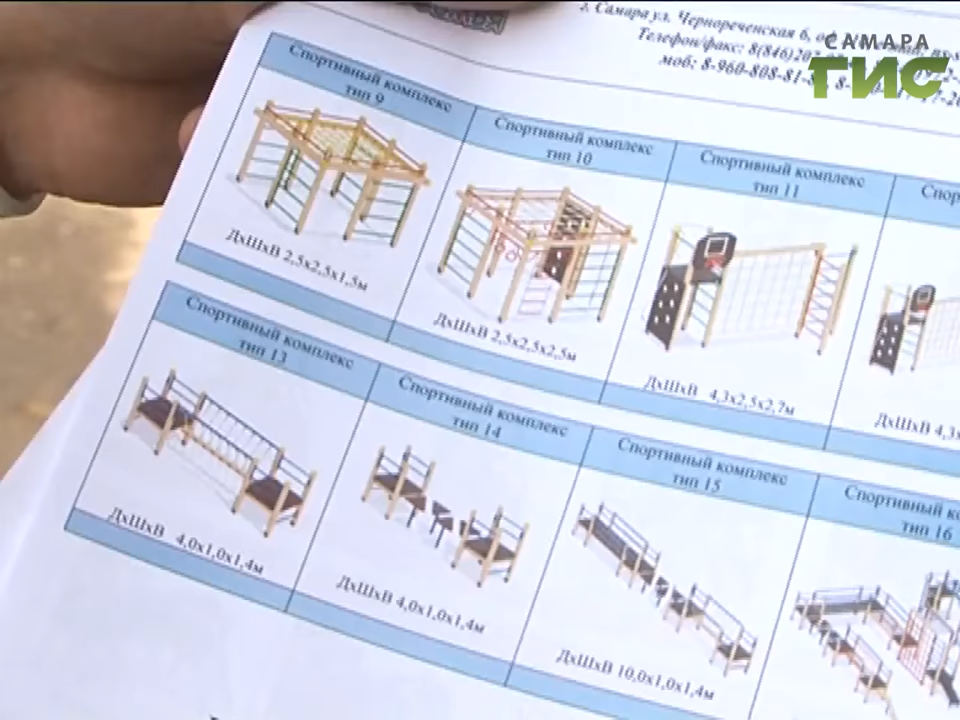 г. Самара ул. Чернореченская 6,
Телефон/факс: 8(846)
моб: 8-960-808-81-
САМАРА
ТИС
Спортивный комплекс
тип 9
Спортивный комплекс
тип 10
Спортивный комплекс
тип 11
ДхШхВ 2,5х2,5х1,5м
ДхШхВ 2,5х2,5х2,5м
ДхШхВ 4,3х2,5х2,7м
ДхШхВ
Спортивный комплекс
тип 13
Спортивный комплекс
тип 14
Спортивный комплекс
тип 15
Спортивный
тип 16
ДхШхВ 4,0х1,0х1,4м
ДхШхВ 4,0х1,0х1,4м
ДхШхВ 10,0х1,0х1,4м